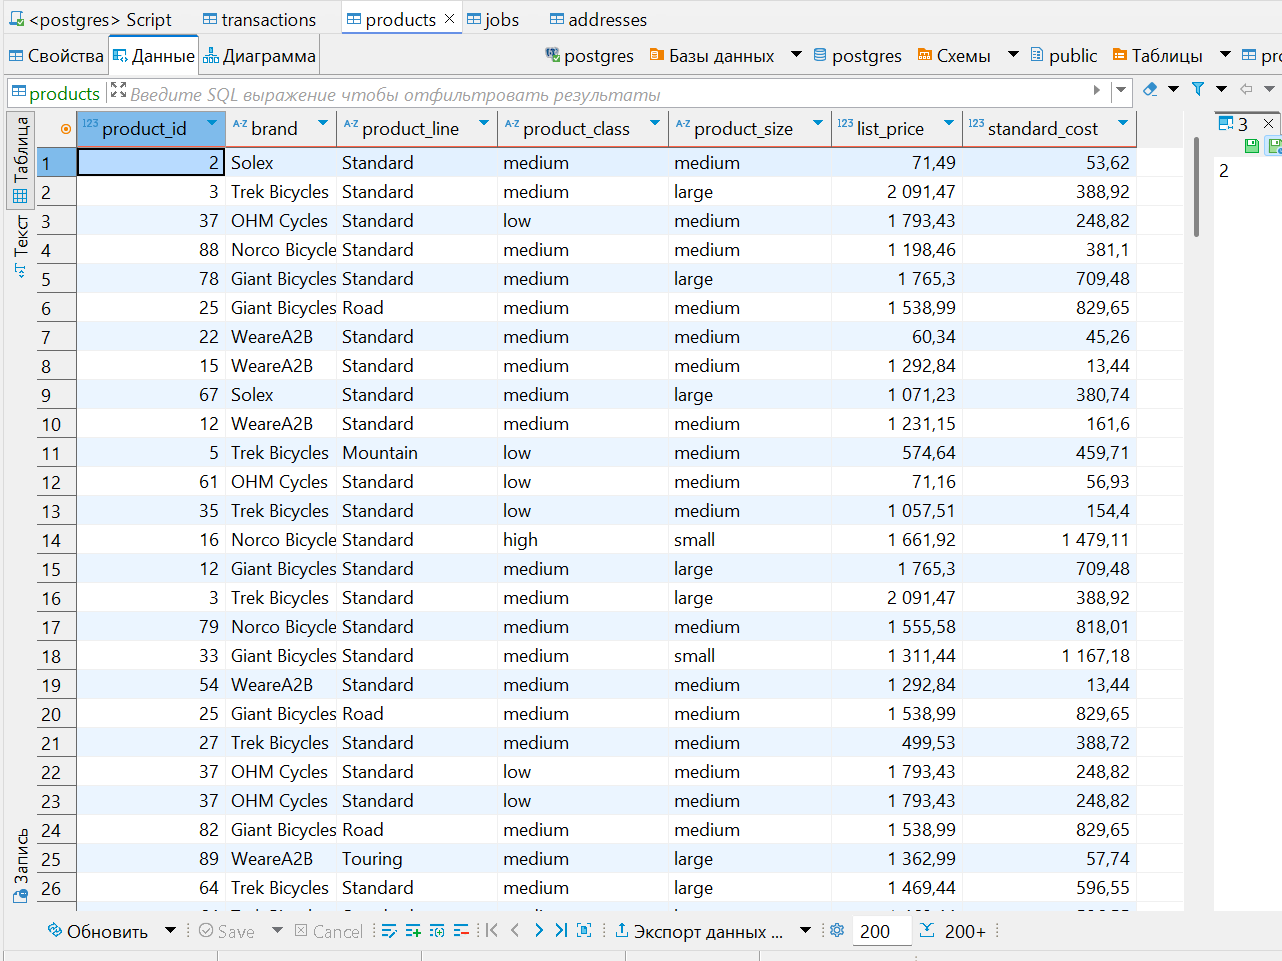 <postgres> Script transactions products jobs addresses
Свойства Данные Диаграмма postgres Базы данных postgres Схемы public Таблицы
products Введите SQL выражение чтобы отфильтровать результаты
Таблица
Текст
Запись
123 product_id A-Z brand A-Z product_line A-Z product_class A-Z product_size 123 list_price 123 standard_cost
3
2
1 2 Solex Standard medium medium 71,49 53,62
2 3 Trek Bicycles Standard medium large 2 091,47 388,92
3 37 OHM Cycles Standard low medium 1 793,43 248,82
4 88 Norco Bicycle Standard medium medium 1 198,46 381,1
5 78 Giant Bicycles Standard medium large 1 765,3 709,48
6 25 Giant Bicycles Road medium medium 1 538,99 829,65
7 22 WeareA2B Standard medium medium 60,34 45,26
8 15 WeareA2B Standard medium medium 1 292,84 13,44
9 67 Solex Standard medium large 1 071,23 380,74
10 12 WeareA2B Standard medium medium 1 231,15 161,6
11 5 Trek Bicycles Mountain low medium 574,64 459,71
12 61 OHM Cycles Standard low medium 71,16 56,93
13 35 Trek Bicycles Standard low medium 1 057,51 154,4
14 16 Norco Bicycle Standard high small 1 661,92 1 479,11
15 12 Giant Bicycles Standard medium large 1 765,3 709,48
16 3 Trek Bicycles Standard medium large 2 091,47 388,92
17 79 Norco Bicycle Standard medium medium 1 555,58 818,01
18 33 Giant Bicycles Standard medium small 1 311,44 1 167,18
19 54 WeareA2B Standard medium medium 1 292,84 13,44
20 25 Giant Bicycles Road medium medium 1 538,99 829,65
21 27 Trek Bicycles Standard medium medium 499,53 388,72
22 37 OHM Cycles Standard low medium 1 793,43 248,82
23 37 OHM Cycles Standard low medium 1 793,43 248,82
24 82 Giant Bicycles Road medium medium 1 538,99 829,65
25 89 WeareA2B Touring medium large 1 362,99 57,74
26 64 Trek Bicycles Standard medium large 1 469,44 596,55
Обновить Save Cancel Экспорт данных ... 200 200+